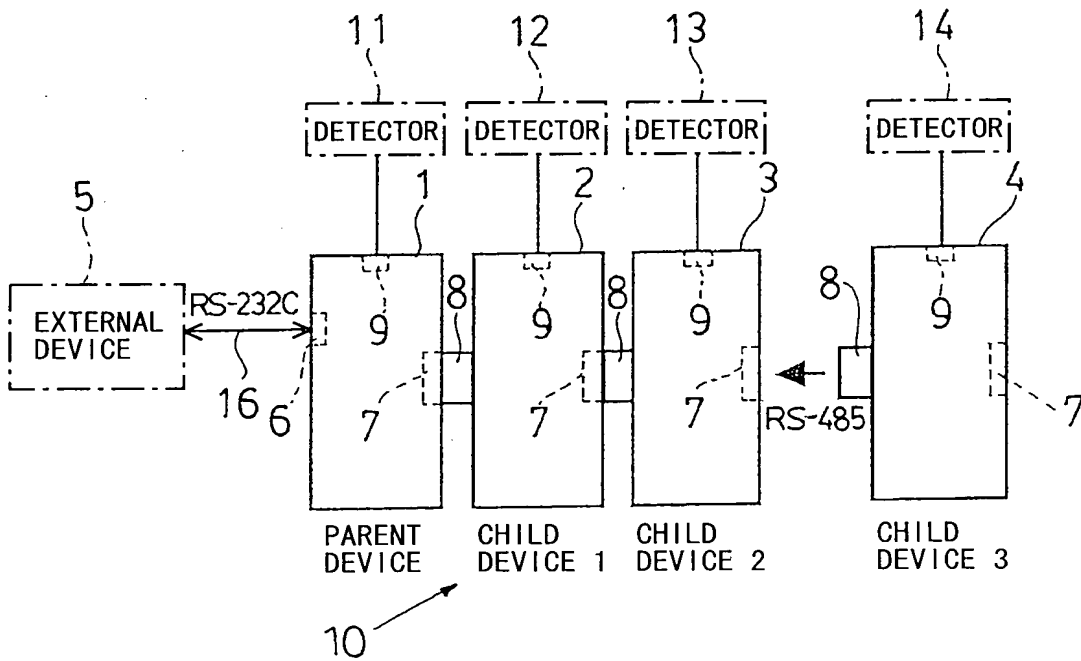 11 12 13 14
DETECTOR DETECTOR DETECTOR DETECTOR
5 1 2 3 4
EXTERNAL
DEVICE
RS-232C
16 6
9 9 9 9
8 8 8
7 7 7 7
RS-485
PARENT
DEVICE
CHILD
DEVICE 1
CHILD
DEVICE 2
CHILD
DEVICE 3
10